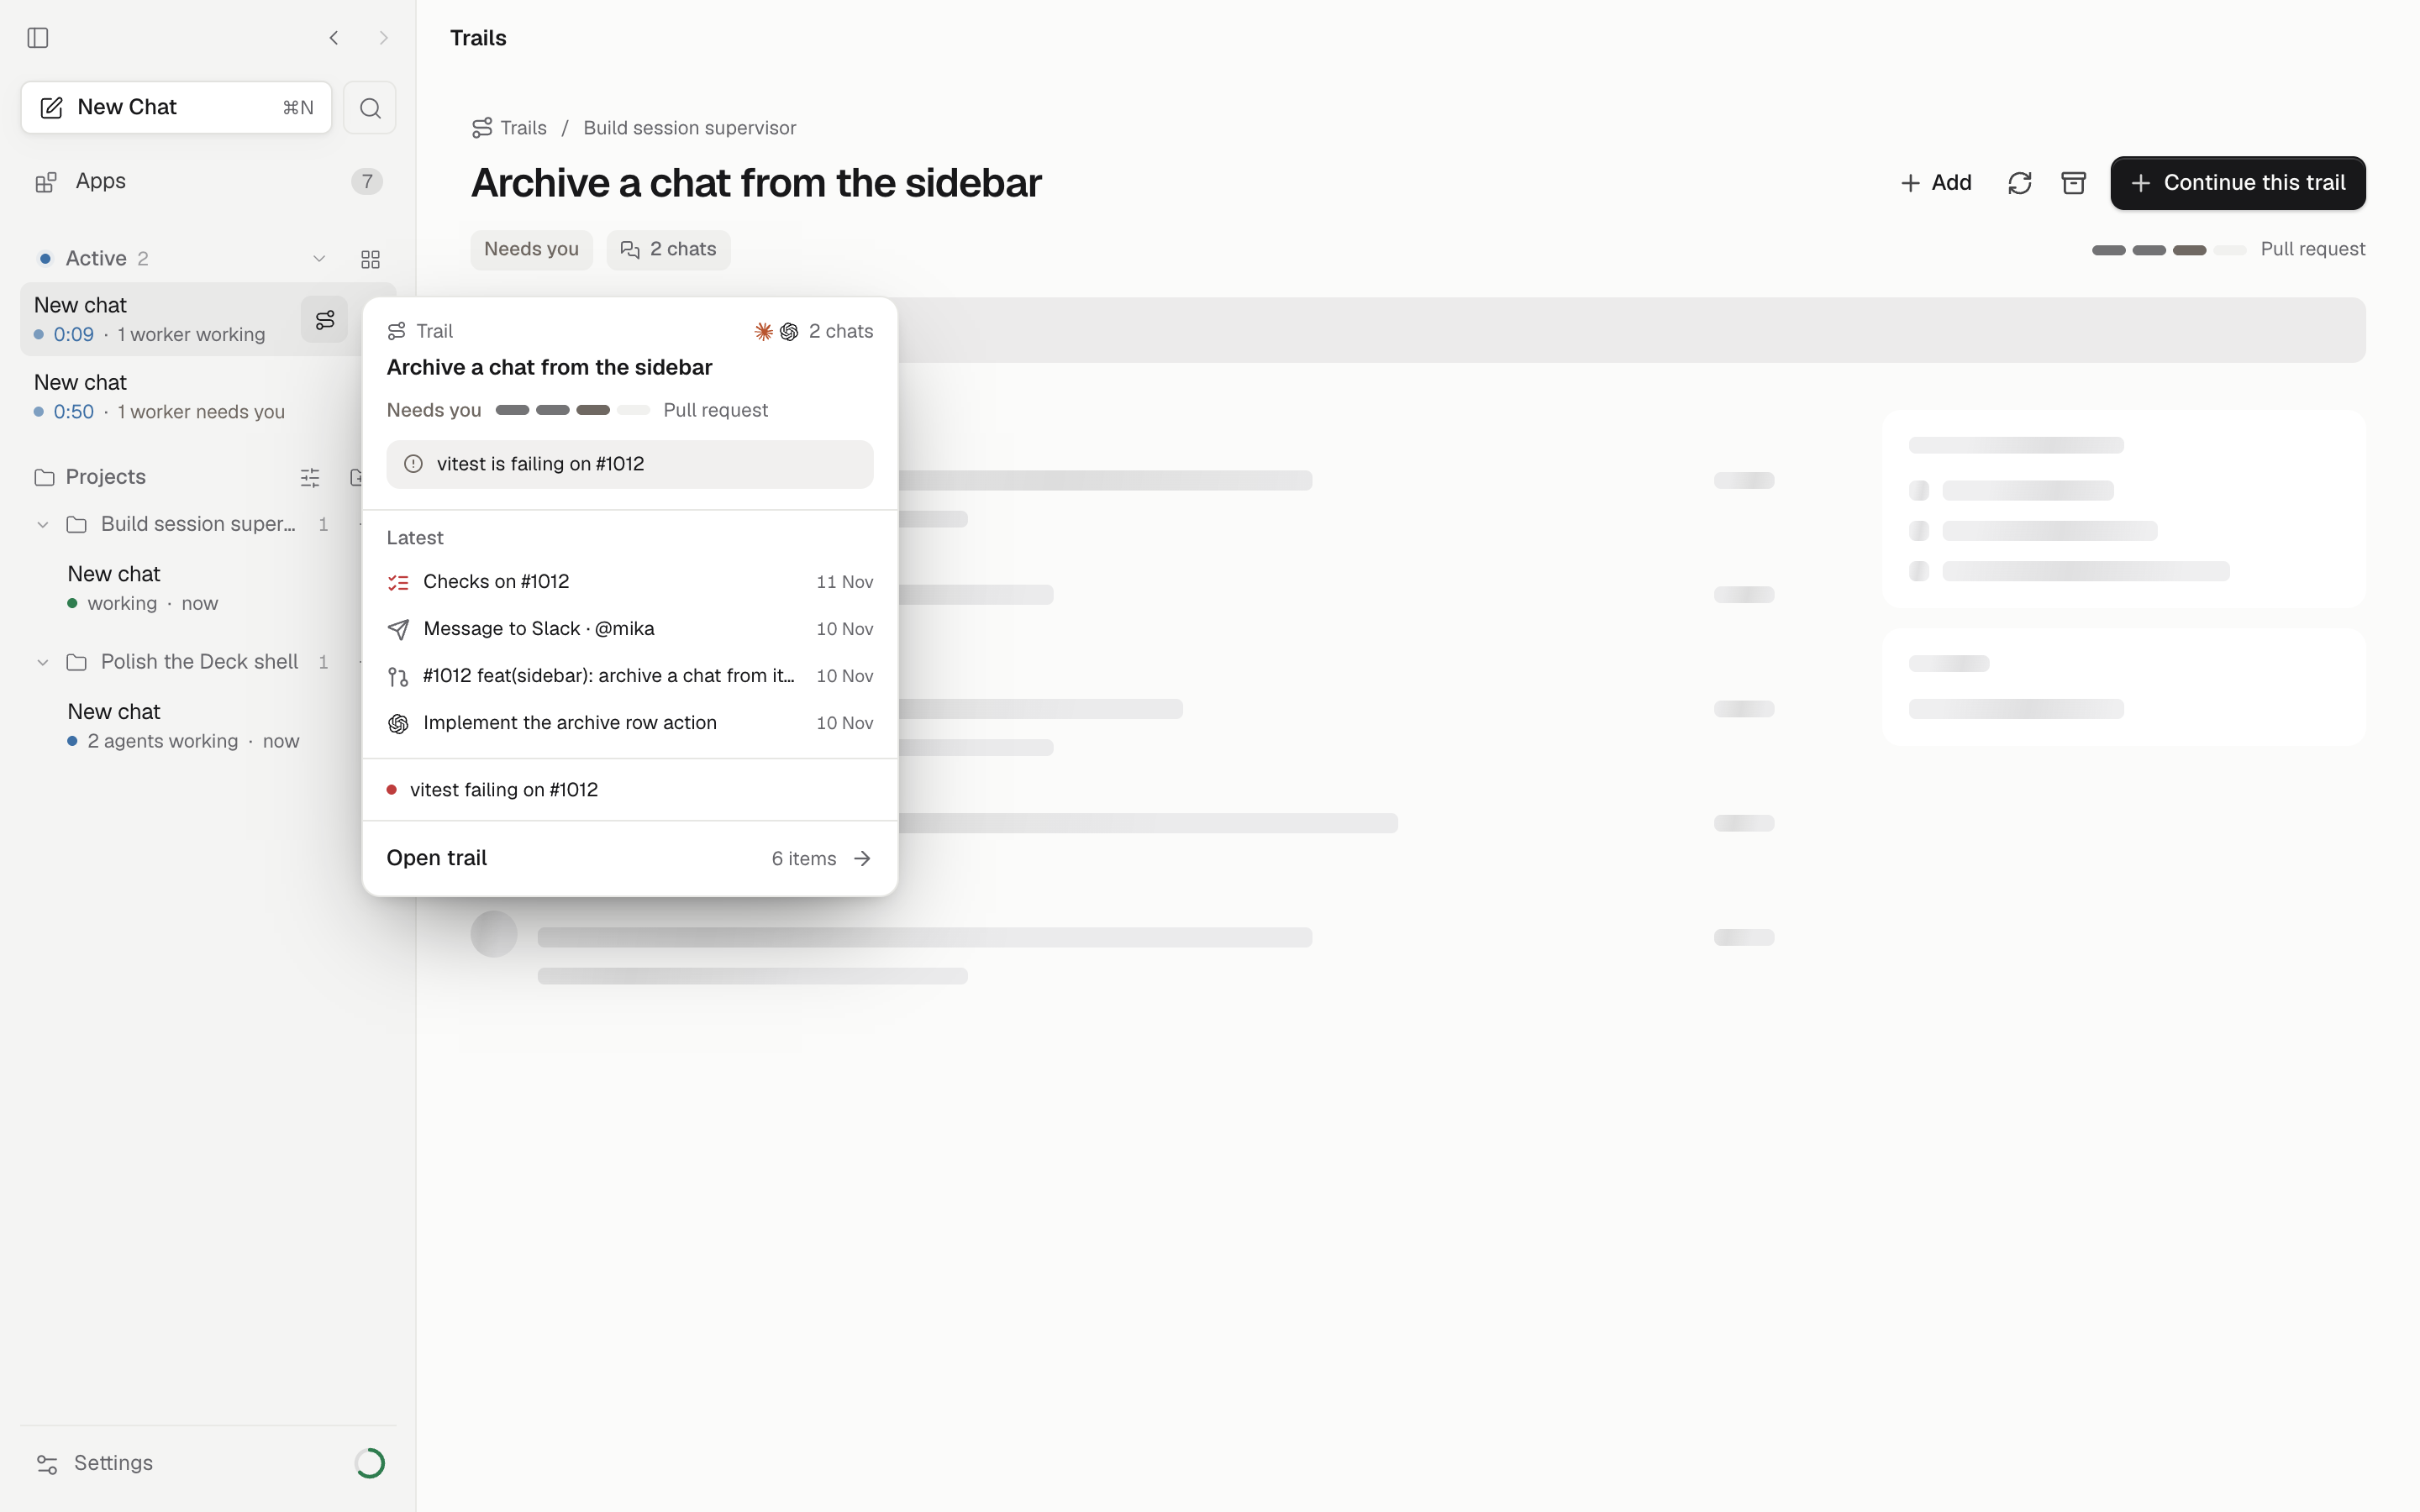 Trails
New Chat ⌘N
Apps 7
Active 2
New chat
0:09 · 1 worker working
New chat
0:50 · 1 worker needs you
Projects
Build session super... 1
New chat
working · now
Polish the Deck shell 1
New chat
2 agents working · now
Settings
Trails / Build session supervisor
Archive a chat from the sidebar
Add
Continue this trail
Needs you
2 chats
Pull request
Trail 2 chats
Archive a chat from the sidebar
Needs you Pull request
vitest is failing on #1012
Latest
Checks on #1012 11 Nov
Message to Slack · @mika 10 Nov
#1012 feat(sidebar): archive a chat from it... 10 Nov
Implement the archive row action 10 Nov
vitest failing on #1012
Open trail 6 items